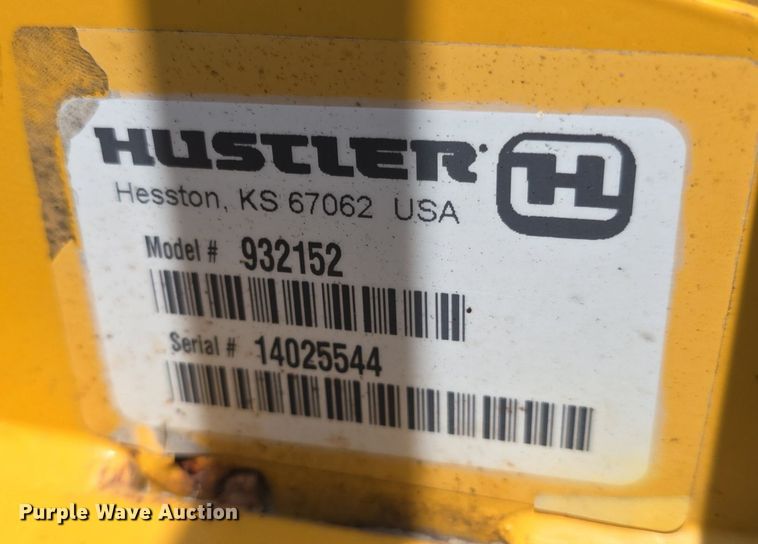 HUSTLER®
H
Hesston, KS 67062 USA
Model # 932152
Serial # 14025544
Purple Wave Auction